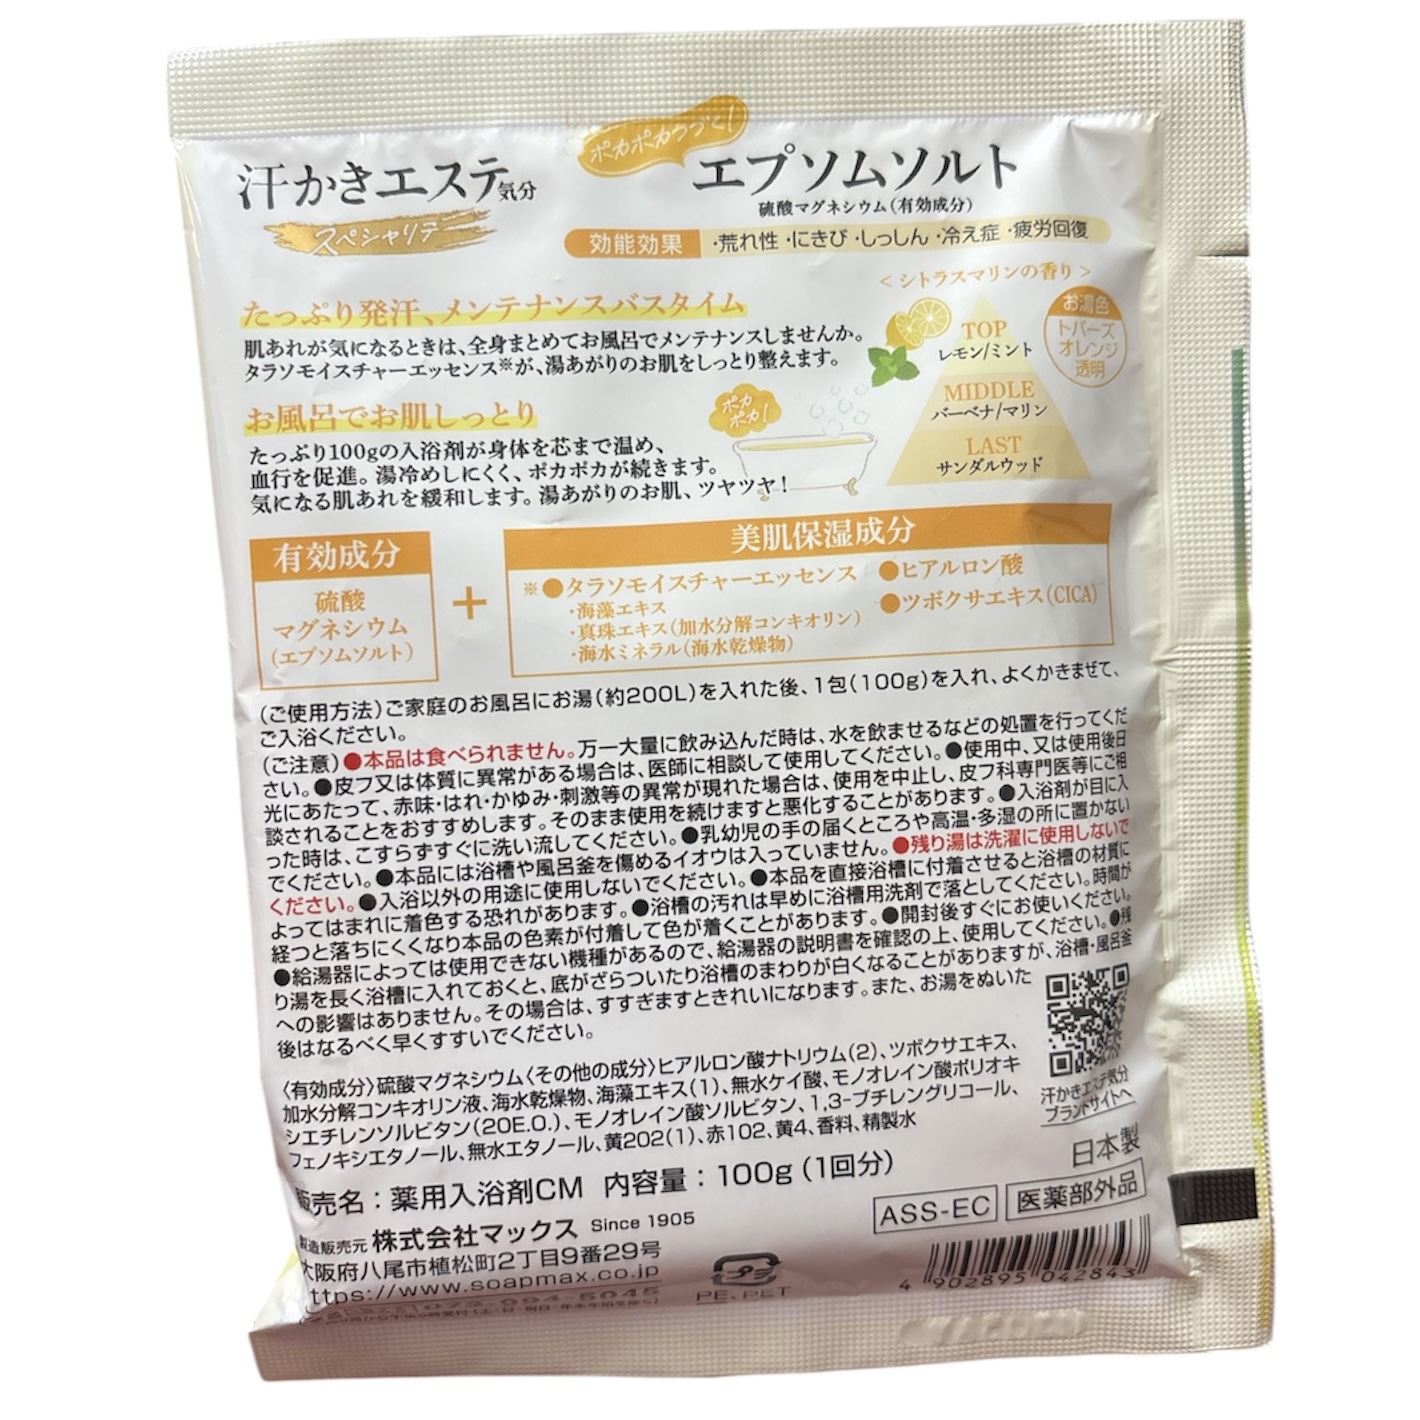 ポカポカつづく!
汗かきエステ気分
スペシャリテ
エプソムソルト
硫酸マグネシウム(有効成分)
効能効果 ・荒れ性・にきび・しっしん・冷え症・疲労回復
たっぷり発汗、メンテナンスバスタイム
肌あれが気になるときは、全身まとめてお風呂でメンテナンスしませんか。
タラソモイスチャーエッセンス※が、湯あがりのお肌をしっとり整えます。
お風呂でお肌しっとり
たっぷり100gの入浴剤が身体を芯まで温め、
血行を促進。湯冷めしにくく、ポカポカが続きます。
気になる肌あれを緩和します。湯あがりのお肌、ツヤツヤ!
ポカ
ポカ!
<シトラスマリンの香り>
TOP
レモン/ミント
MIDDLE
バーベナ/マリン
LAST
サンダルウッド
お湯色
トパーズ
オレンジ
透明
有効成分
硫酸
マグネシウム
(エプソムソルト)
+
美肌保湿成分
※●タラソモイスチャーエッセンス
・海藻エキス
・真珠エキス(加水分解コンキオリン)
・海水ミネラル(海水乾燥物)
●ヒアルロン酸
●ツボクサエキス(CICA)
(ご使用方法)ご家庭のお風呂にお湯(約200L)を入れた後、1包(100g)を入れ、よくかきまぜて、
ご入浴ください。
(ご注意)●本品は食べられません。万一大量に飲み込んだ時は、水を飲ませるなどの処置を行ってくだ
さい。●皮フ又は体質に異常がある場合は、医師に相談して使用してください。●使用中、又は使用後日
光にあたって、赤味・はれ・かゆみ・刺激等の異常が現れた場合は、使用を中止し、皮フ科専門医等にご相
談されることをおすすめします。そのまま使用を続けますと悪化することがあります。●入浴剤が目に入
った時は、こすらずすぐに洗い流してください。●乳幼児の手の届くところや高温・多湿の所に置かない
でください。●本品には浴槽や風呂釜を傷めるイオウは入っていません。●残り湯は洗濯に使用しないで
ください。●入浴以外の用途に使用しないでください。●本品を直接浴槽に付着させると浴槽の材質に
よってはまれに着色する恐れがあります。●浴槽の汚れは早めに浴槽用洗剤で落としてください。時間が
経つと落ちにくくなり本品の色素が付着して色が着くことがあります。●開封後すぐにお使いください。
●給湯器によっては使用できない機種があるので、給湯器の説明書を確認の上、使用してください。●残
り湯を長く浴槽に入れておくと、底がざらついたり浴槽のまわりが白くなることがありますが、浴槽・風呂釜
への影響はありません。その場合は、すすぎますときれいになります。また、お湯をぬいた
後はなるべく早くすすいでください。
〈有効成分〉硫酸マグネシウム〈その他の成分〉ヒアルロン酸ナトリウム(2)、ツボクサエキス、
加水分解コンキオリン液、海水乾燥物、海藻エキス(1)、無水ケイ酸、モノオレイン酸ポリオキ
シエチレンソルビタン(20E.O.)、モノオレイン酸ソルビタン、1,3-ブチレングリコール、
フェノキシエタノール、無水エタノール、黄202(1)、赤102、黄4、香料、精製水
汗かきエステ気分
ブランドサイトへ
販売名:薬用入浴剤CM 内容量:100g(1回分)
日本製
製造販売元 株式会社マックス Since 1905
ASS-EC 医薬部外品
大阪府八尾市植松町2丁目9番29号
https://www.soapmax.co.jp
072-994-5045
プラ
PE、PET
4 902895 042843